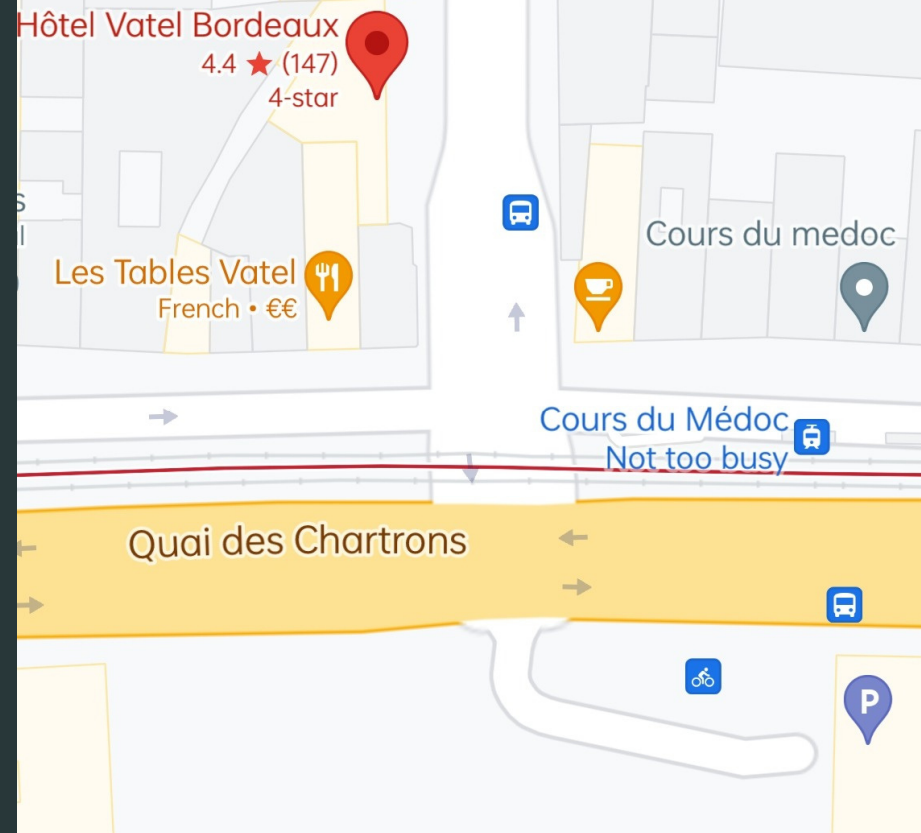 Hôtel Vatel Bordeaux
4.4 ★ (147)
4-star
Cours du medoc
Les Tables Vatel
French • €€
Cours du Médoc
Not too busy
Quai des Chartrons
P